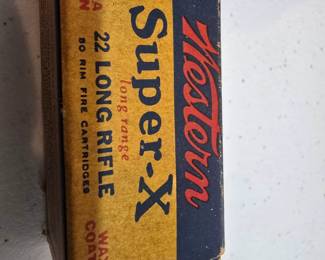 Western
Super-X
long range
22 LONG RIFLE
50 RIM FIRE CARTRIDGES